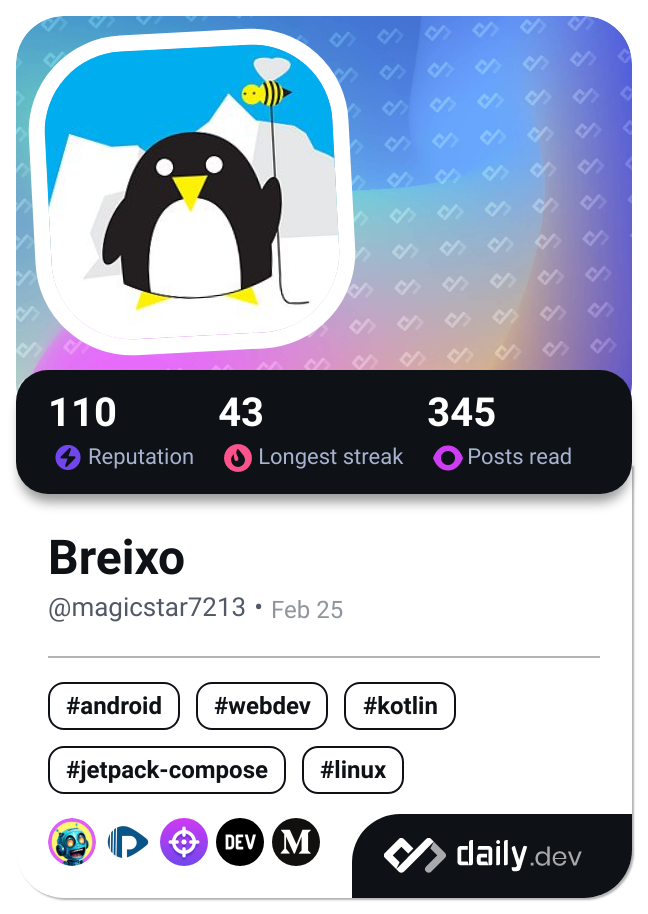 110 43 345
Reputation Longest streak Posts read
Breixo
@magicstar7213 • Feb 25
#android #webdev #kotlin
#jetpack-compose #linux
DEV M
daily.dev